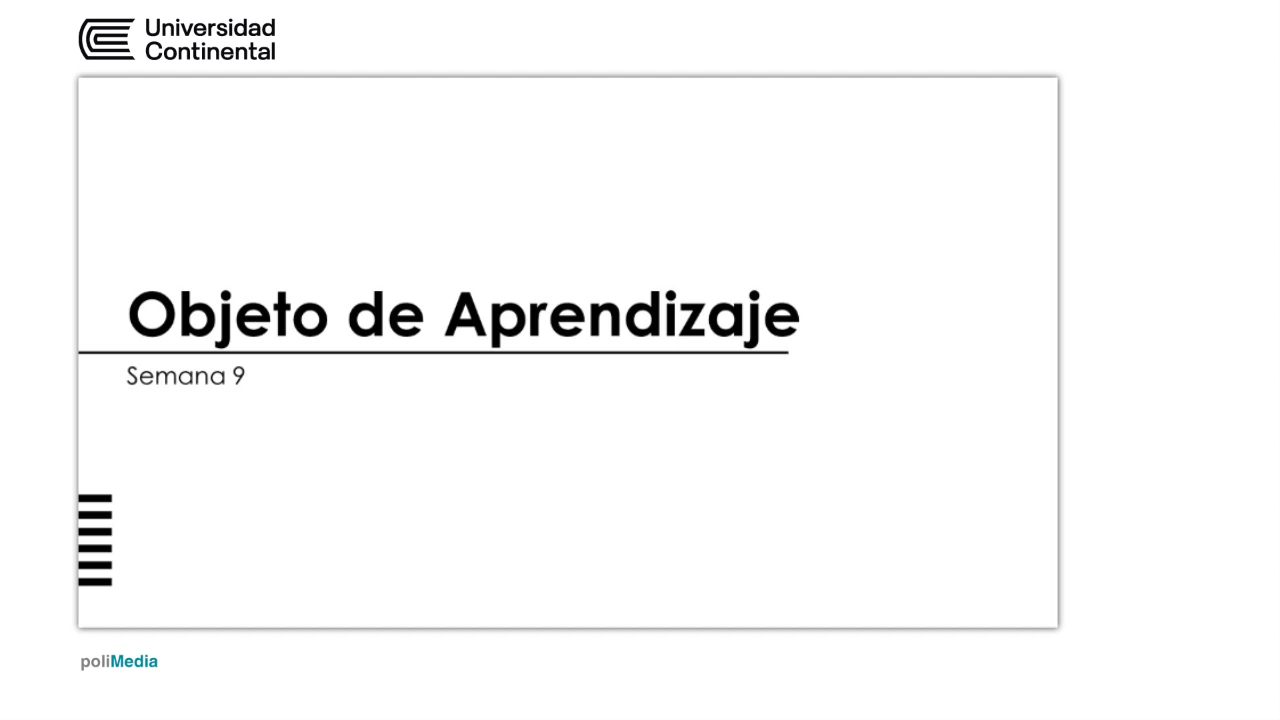 Universidad
Continental
Objeto de Aprendizaje
Semana 9
poliMedia